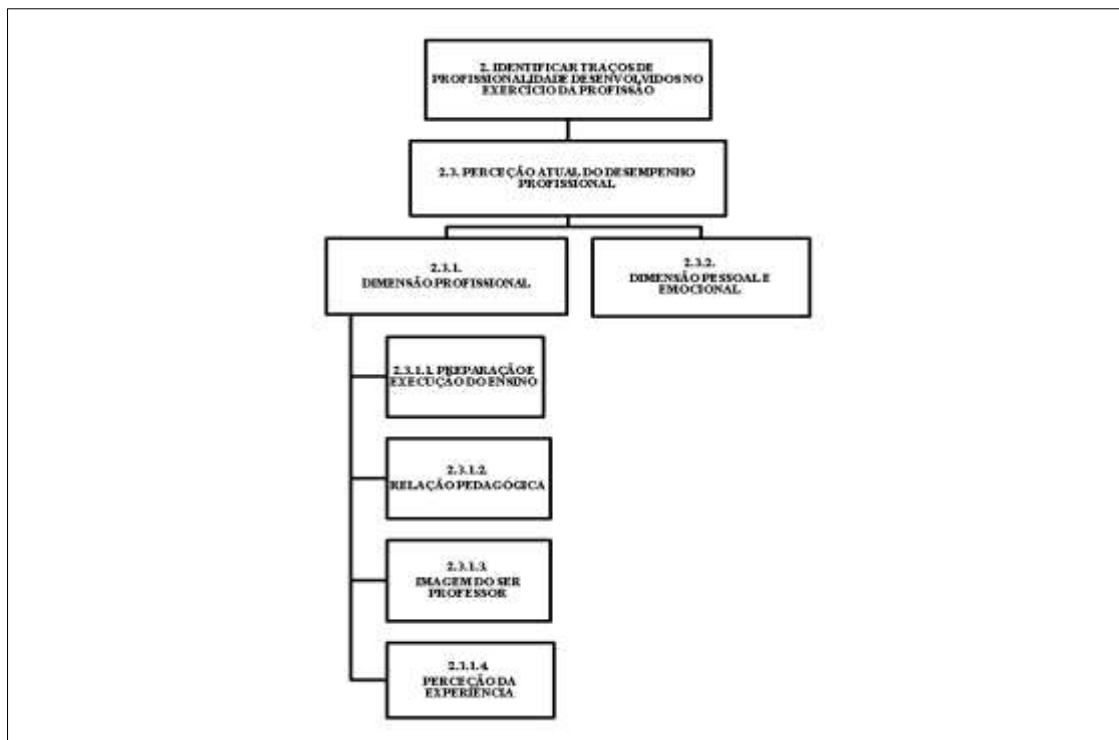 2. IDENTIFICAR TRAÇOS DE
PROFISSIONALIDADE DESENVOLVIDOS NO
EXERCÍCIO DA PROFISSÃO
2.3. PERCEÇÃO ATUAL DO DESEMPENHO
PROFISSIONAL
2.3.1.
DIMENSÃO PROFISSIONAL
2.3.2.
DIMENSÃO PESSOAL E
EMOCIONAL
2.3.1.1. PREPARAÇÃO E
EXECUÇÃO DO ENSINO
2.3.1.2.
RELAÇÃO PEDAGÓGICA
2.3.1.3.
IMAGEM DO SER
PROFESSOR
2.3.1.4.
PERCEÇÃO DA
EXPERIÊNCIA